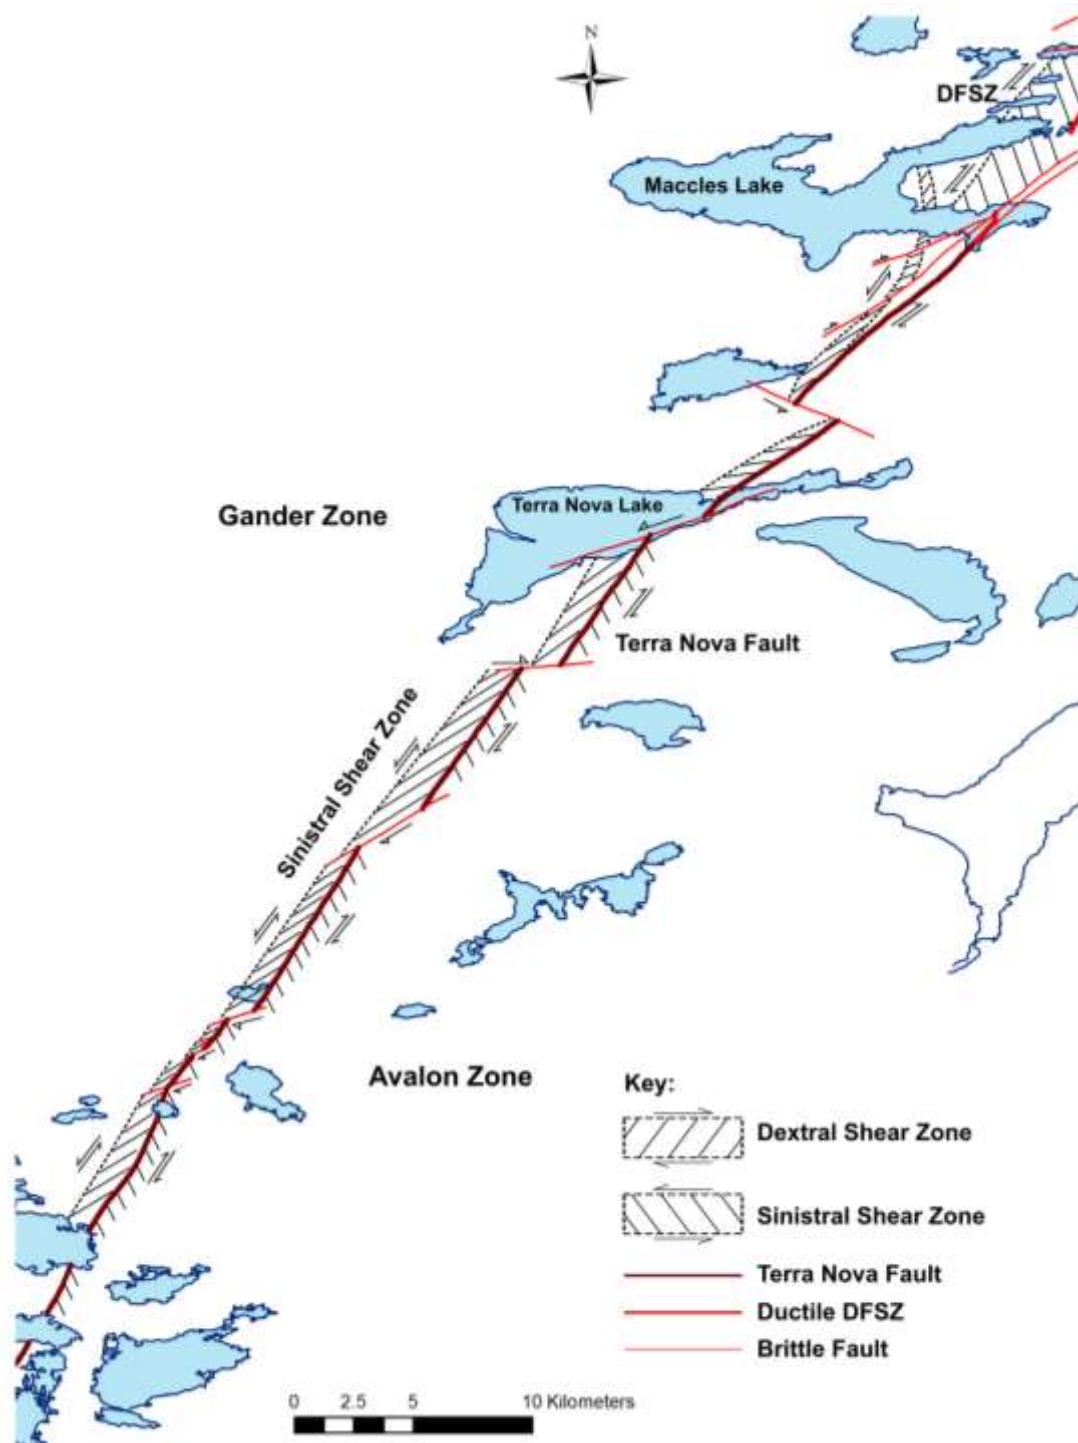 N
DFSZ
Maccles Lake
Terra Nova Lake
Gander Zone
Terra Nova Fault
Sinistral Shear Zone
Avalon Zone
Key:
Dextral Shear Zone
Sinistral Shear Zone
Terra Nova Fault
Ductile DFSZ
Brittle Fault
0 2.5 5 10 Kilometers